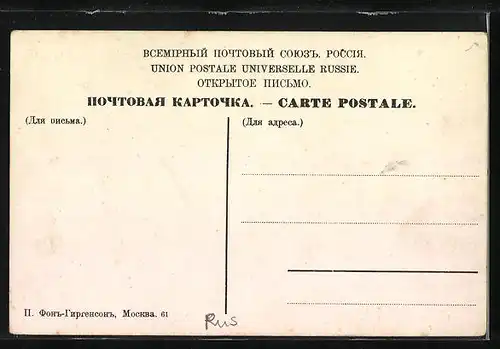 ВСЕМІРНЫЙ ПОЧТОВЫЙ СОЮЗЪ. РОССІЯ.
UNION POSTALE UNIVERSELLE RUSSIE.
ОТКРЫТОЕ ПИСЬМО.
ПОЧТОВАЯ КАРТОЧКА. — CARTE POSTALE.
(Для письма.)
(Для адреса.)
П. Фонъ-Гиргенсонъ, Москва. 61
Rus